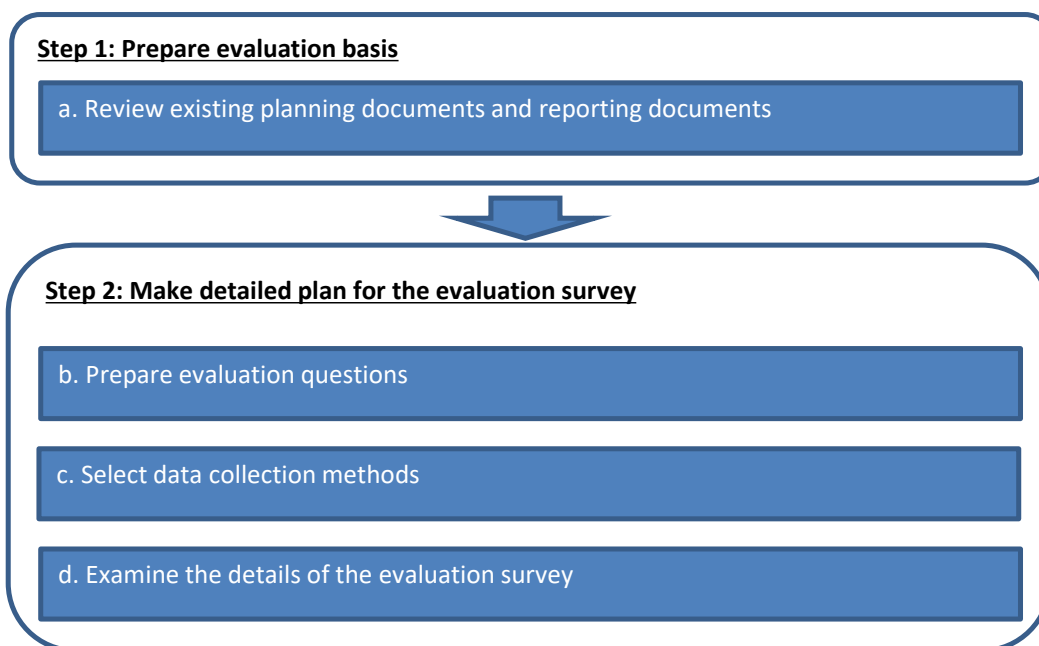 Step 1: Prepare evaluation basis
a. Review existing planning documents and reporting documents
Step 2: Make detailed plan for the evaluation survey
b. Prepare evaluation questions
c. Select data collection methods
d. Examine the details of the evaluation survey